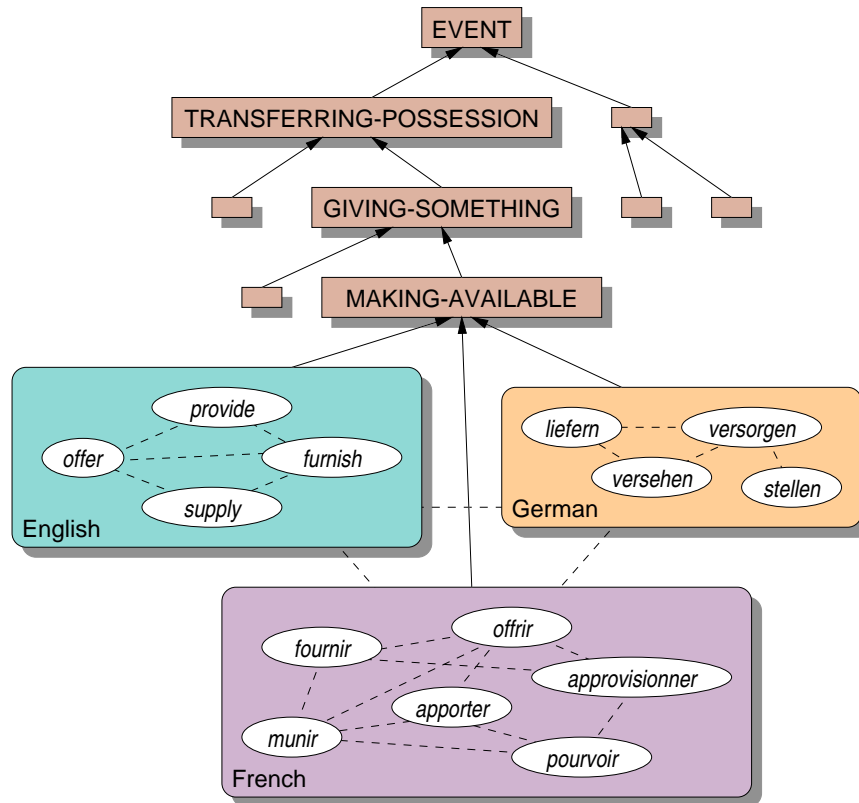 EVENT
TRANSFERRING-POSSESSION
GIVING-SOMETHING
MAKING-AVAILABLE
provide
offer
furnish
supply
English
liefern
versorgen
versehen
stellen
German
offrir
fournir
approvisionner
apporter
munir
pourvoir
French